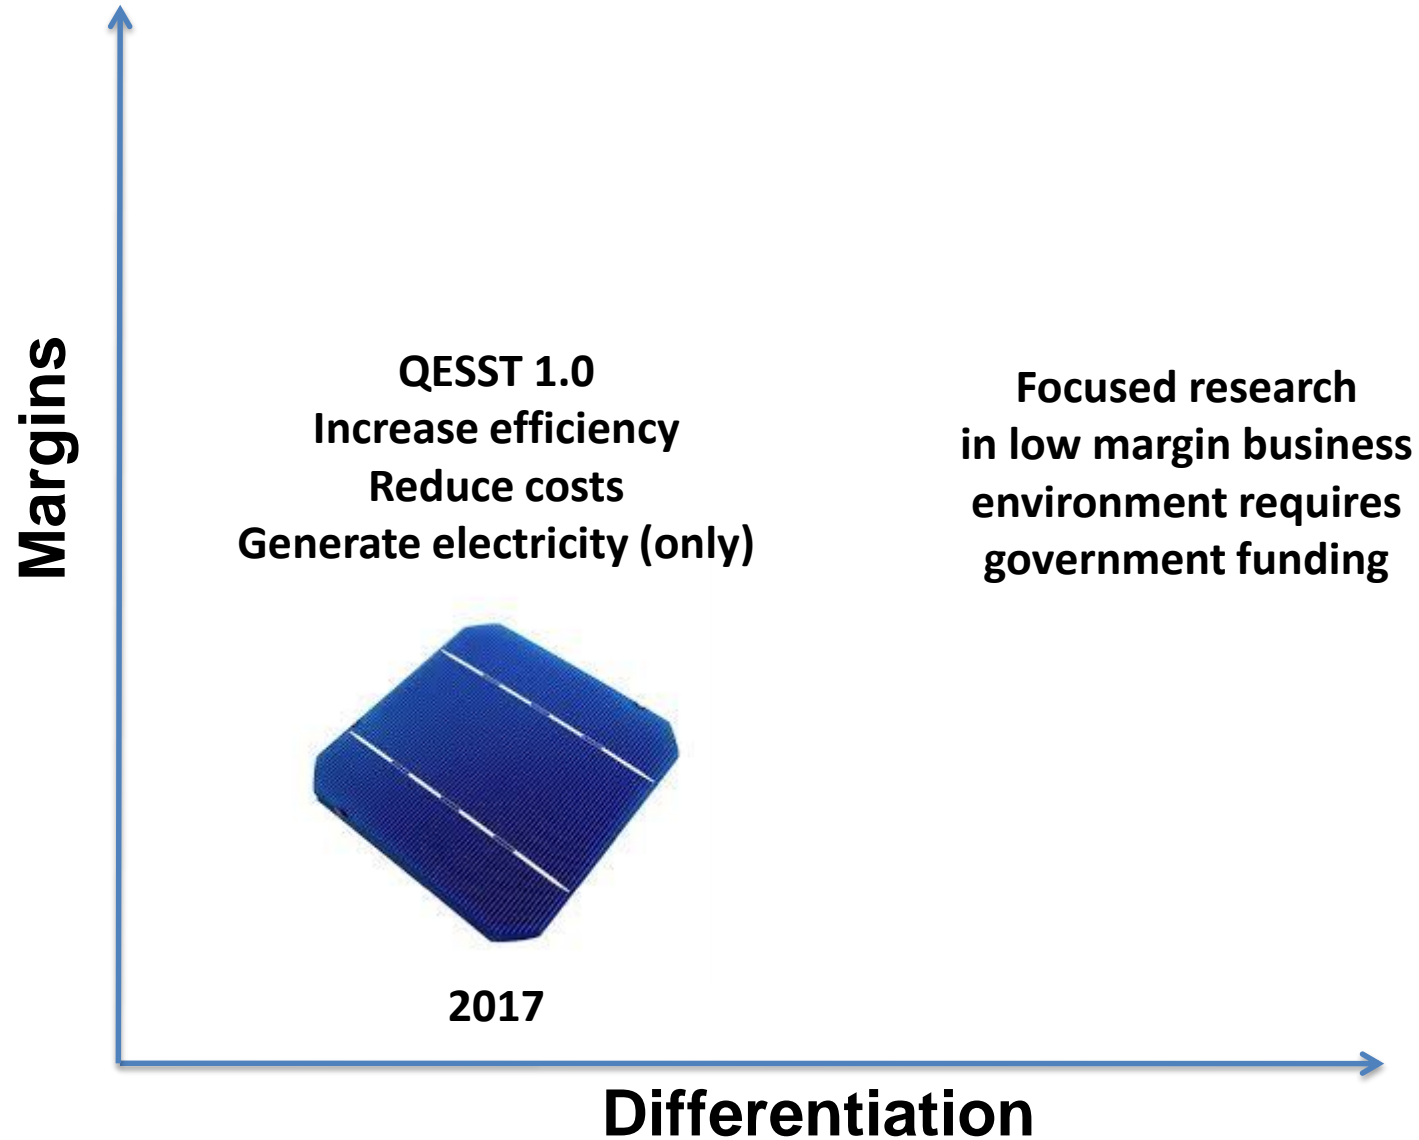 Margins
QESST 1.0
Increase efficiency
Reduce costs
Generate electricity (only)
Focused research
in low margin business
environment requires
government funding
2017
Differentiation